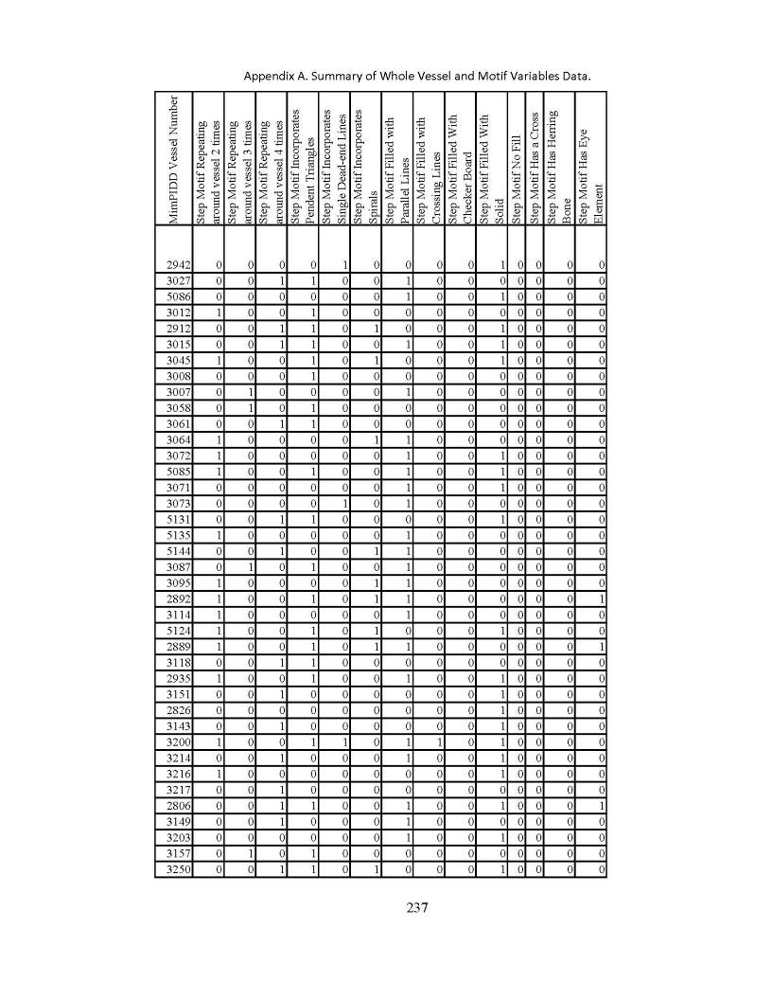 Appendix A. Summary of Whole Vessel and Motif Variables Data.
MimPIDD Vessel Number
Step Motif Repeating
around vessel 2 times
Step Motif Repeating
around vessel 3 times
Step Motif Repeating
around vessel 4 times
Step Motif Incorporates
Pendent Triangles
Step Motif Incorporates
Single Dead-end Lines
Step Motif Incorporates
Spirals
Step Motif Filled with
Parallel Lines
Step Motif Filled with
Crossing Lines
Step Motif Filled With
Checker Board
Step Motif Filled With
Solid
Step Motif No Fill
Step Motif Has a Cross
Step Motif Has Herring
Bone
Step Motif Has Eye
Element
2942 0 0 0 0 1 0 0 0 0 1 0 0 0 0
3027 0 0 1 1 0 0 1 0 0 0 0 0 0 0
5086 0 0 0 0 0 0 1 0 0 1 0 0 0 0
3012 1 0 0 1 0 0 0 0 0 0 0 0 0 0
2912 0 0 1 1 0 1 0 0 0 1 0 0 0 0
3015 0 0 1 1 0 0 1 0 0 1 0 0 0 0
3045 1 0 0 1 0 1 0 0 0 1 0 0 0 0
3008 0 0 0 1 0 0 0 0 0 0 0 0 0 0
3007 0 1 0 0 0 0 1 0 0 0 0 0 0 0
3058 0 1 0 1 0 0 0 0 0 0 0 0 0 0
3061 0 0 1 1 0 0 0 0 0 0 0 0 0 0
3064 1 0 0 0 0 1 1 0 0 0 0 0 0 0
3072 1 0 0 0 0 0 1 0 0 1 0 0 0 0
5085 1 0 0 1 0 0 1 0 0 1 0 0 0 0
3071 0 0 0 0 0 0 1 0 0 1 0 0 0 0
3073 0 0 0 0 1 0 1 0 0 0 0 0 0 0
5131 0 0 1 1 0 0 0 0 0 1 0 0 0 0
5135 1 0 0 0 0 0 1 0 0 0 0 0 0 0
5144 0 0 1 0 0 1 1 0 0 0 0 0 0 0
3087 0 1 0 1 0 0 1 0 0 0 0 0 0 0
3095 1 0 0 0 0 1 1 0 0 0 0 0 0 0
2892 1 0 0 1 0 1 1 0 0 0 0 0 0 1
3114 1 0 0 0 0 0 1 0 0 0 0 0 0 0
5124 1 0 0 1 0 1 0 0 0 1 0 0 0 0
2889 1 0 0 1 0 1 1 0 0 0 0 0 0 1
3118 0 0 1 1 0 0 0 0 0 0 0 0 0 0
2935 1 0 0 1 0 0 1 0 0 1 0 0 0 0
3151 0 0 1 0 0 0 0 0 0 1 0 0 0 0
2826 0 0 0 0 0 0 0 0 0 1 0 0 0 0
3143 0 0 1 0 0 0 0 0 0 1 0 0 0 0
3200 1 0 0 1 1 0 1 1 0 1 0 0 0 0
3214 0 0 1 0 0 0 1 0 0 1 0 0 0 0
3216 1 0 0 0 0 0 0 0 0 1 0 0 0 0
3217 0 0 1 0 0 0 0 0 0 0 0 0 0 0
2806 0 0 1 1 0 0 1 0 0 1 0 0 0 1
3149 0 0 1 0 0 0 1 0 0 0 0 0 0 0
3203 0 0 0 0 0 0 1 0 0 1 0 0 0 0
3157 0 1 0 1 0 0 0 0 0 0 0 0 0 0
3250 0 0 1 1 0 1 0 0 0 1 0 0 0 0
237